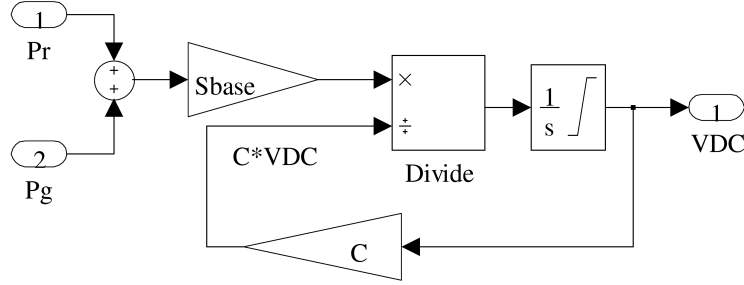 1
Pr
+
+
Sbase
×
÷
Divide
1
s
1
VDC
2
Pg
C*VDC
C